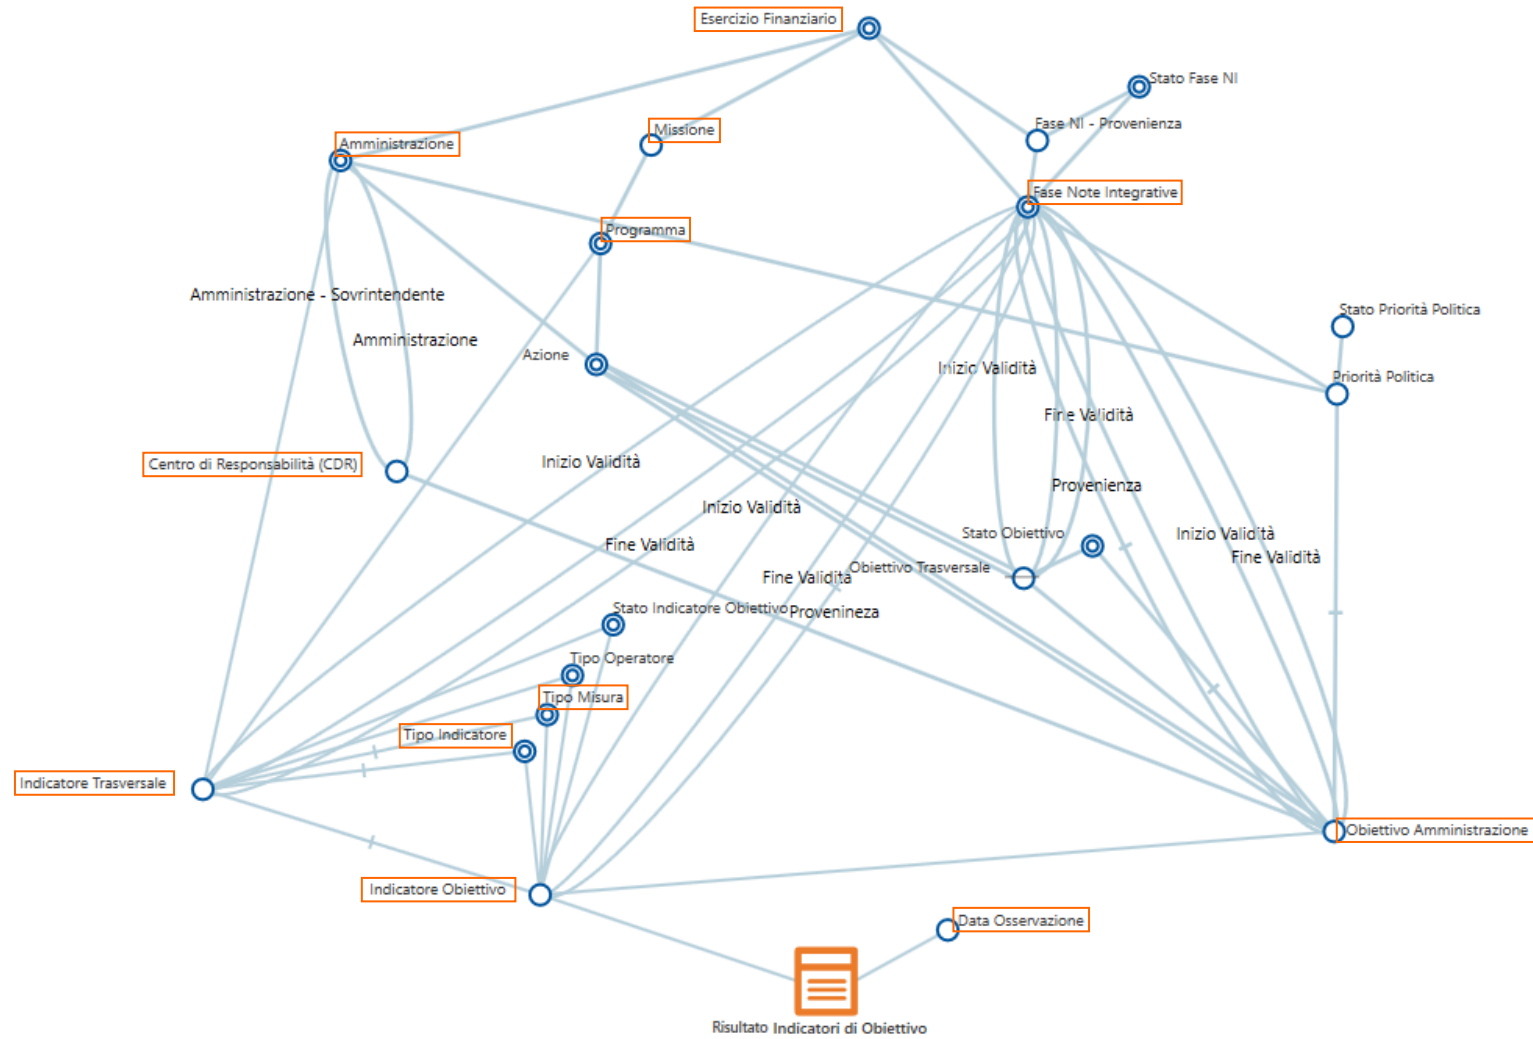 Esercizio Finanziario
Stato Fase NI
Fase NI - Provenienza
Missione
Amministrazione
Fase Note Integrative
Programma
Amministrazione - Sovrintendente
Stato Priorità Politica
Amministrazione
Azione
Inizio Validità
Priorità Politica
Fine Validità
Centro di Responsabilità (CDR)
Inizio Validità
Provenienza
Inizio Validità
Stato Obiettivo
Inizio Validità
Fine Validità
Fine Validità
Obiettivo Trasversale
Fine Validità
Stato Indicatore Obiettivo
Provenineza
Tipo Operatore
Tipo Misura
Tipo Indicatore
Indicatore Trasversale
Obiettivo Amministrazione
Indicatore Obiettivo
Data Osservazione
Risultato Indicatori di Obiettivo